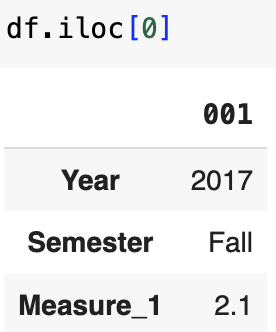 df.iloc[0]
001
Year 2017
Semester Fall
Measure_1 2.1